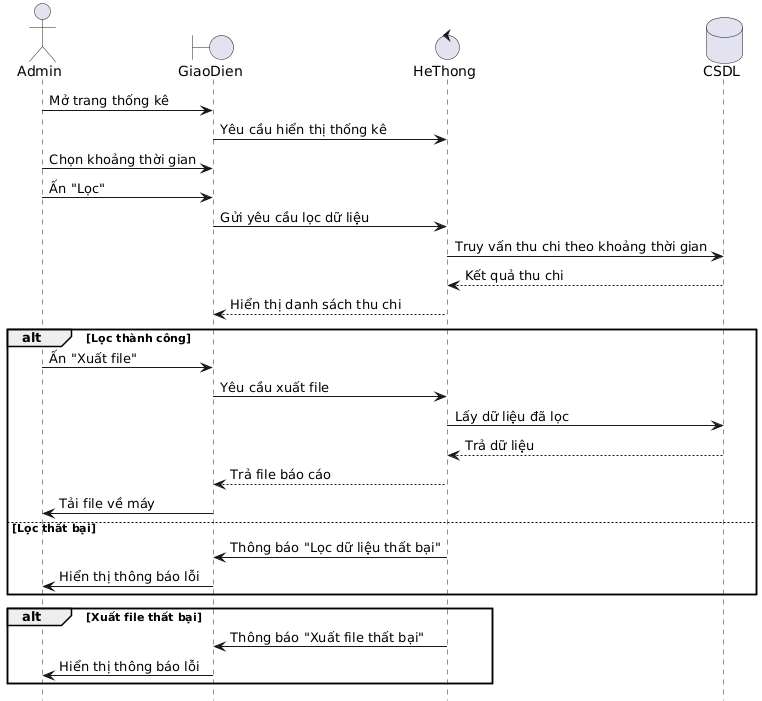 Admin
GiaoDien
HeThong
CSDL
Mở trang thống kê
Yêu cầu hiển thị thống kê
Chọn khoảng thời gian
Ấn "Lọc"
Gửi yêu cầu lọc dữ liệu
Truy vấn thu chi theo khoảng thời gian
Kết quả thu chi
Hiển thị danh sách thu chi
alt [Lọc thành công]
Ấn "Xuất file"
Yêu cầu xuất file
Lấy dữ liệu đã lọc
Trả dữ liệu
Trả file báo cáo
Tải file về máy
[Lọc thất bại]
Thông báo "Lọc dữ liệu thất bại"
Hiển thị thông báo lỗi
alt [Xuất file thất bại]
Thông báo "Xuất file thất bại"
Hiển thị thông báo lỗi